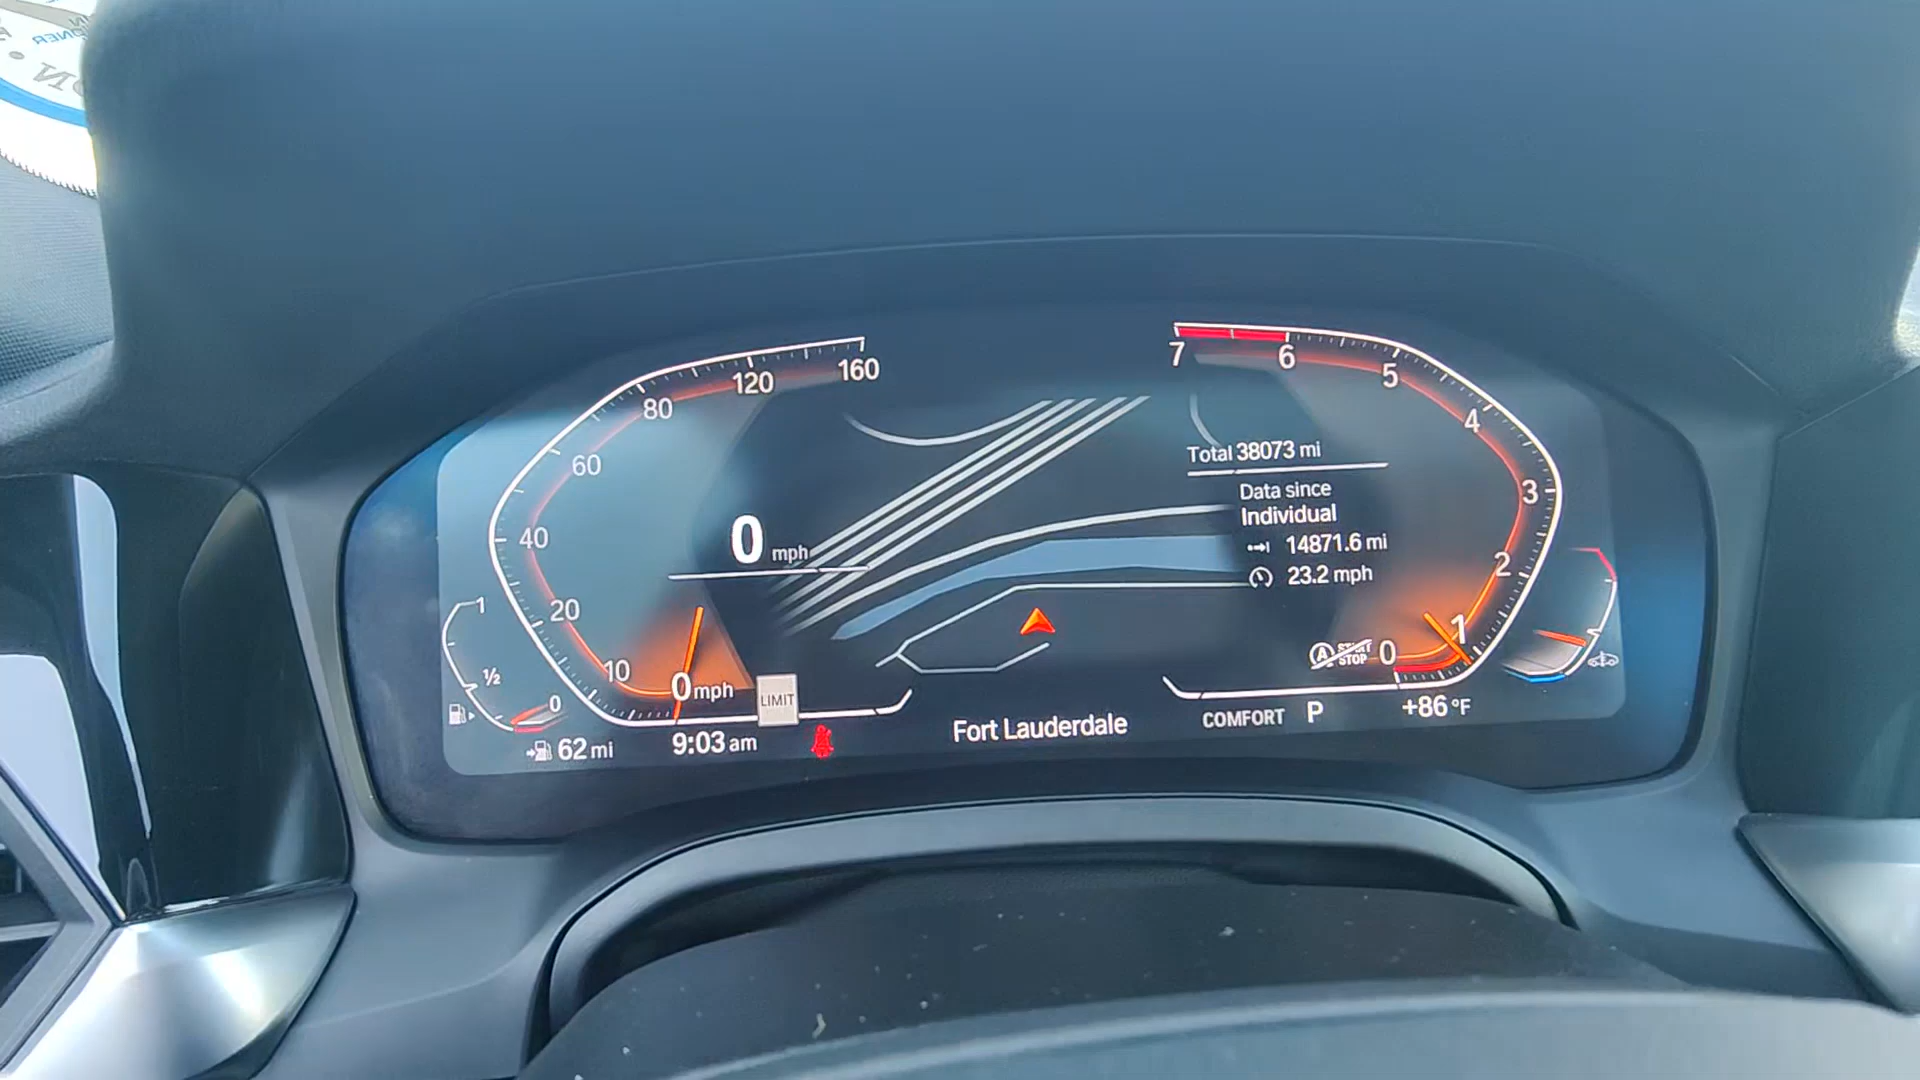 160
120
80
60
40
20
10
0 mph
0 mph
LIMIT
1
1/2
0
62 mi
9:03 am
Fort Lauderdale
7
6
5
4
3
2
1
0
Total 38073 mi
Data since
Individual
14871.6 mi
23.2 mph
A START
STOP
COMFORT P
+86 °F